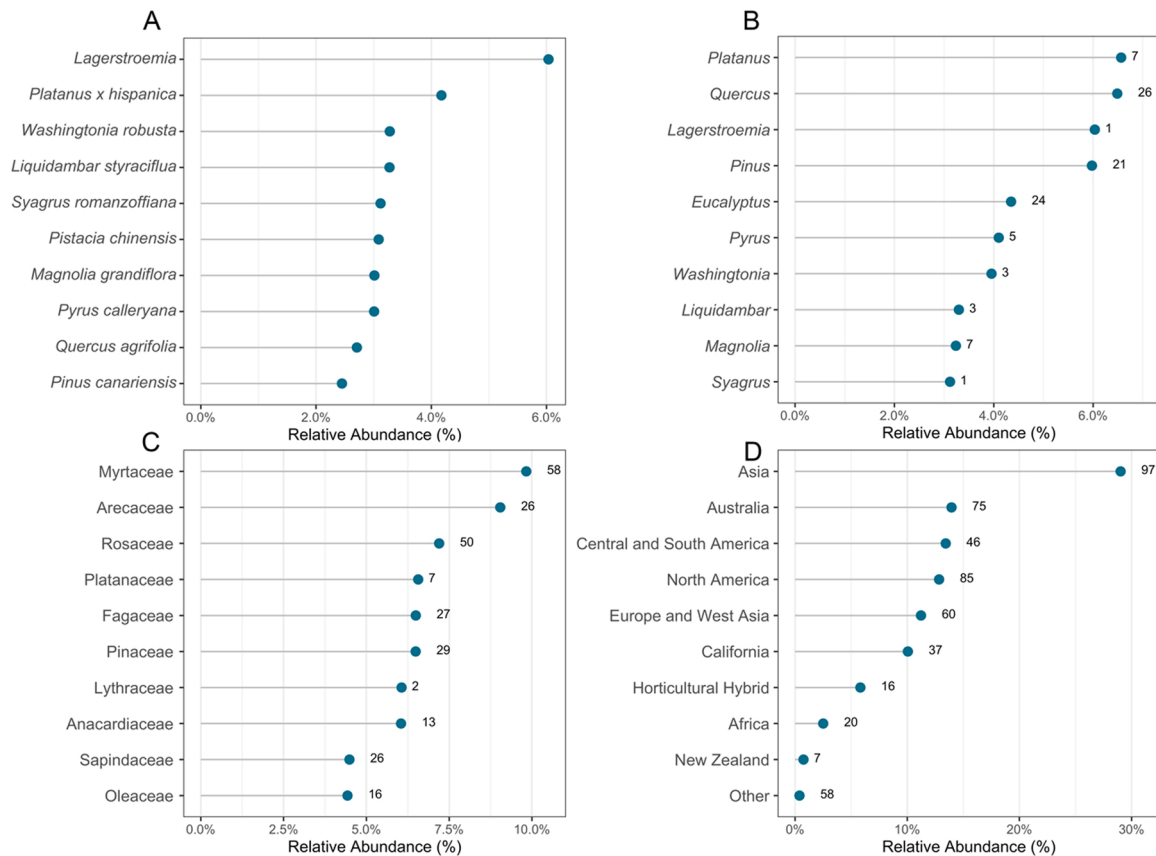 A
Lagerstroemia
Platanus x hispanica
Washingtonia robusta
Liquidambar styraciflua
Syagrus romanzoffiana
Pistacia chinensis
Magnolia grandiflora
Pyrus calleryana
Quercus agrifolia
Pinus canariensis
0.0% 2.0% 4.0% 6.0%
Relative Abundance (%)
B
Platanus 7
Quercus 26
Lagerstroemia 1
Pinus 21
Eucalyptus 24
Pyrus 5
Washingtonia 3
Liquidambar 3
Magnolia 7
Syagrus 1
0.0% 2.0% 4.0% 6.0%
Relative Abundance (%)
C
Myrtaceae 58
Arecaceae 26
Rosaceae 50
Platanaceae 7
Fagaceae 27
Pinaceae 29
Lythraceae 2
Anacardiaceae 13
Sapindaceae 26
Oleaceae 16
0.0% 2.5% 5.0% 7.5% 10.0%
Relative Abundance (%)
D
Asia 97
Australia 75
Central and South America 46
North America 85
Europe and West Asia 60
California 37
Horticultural Hybrid 16
Africa 20
New Zealand 7
Other 58
0% 10% 20% 30%
Relative Abundance (%)